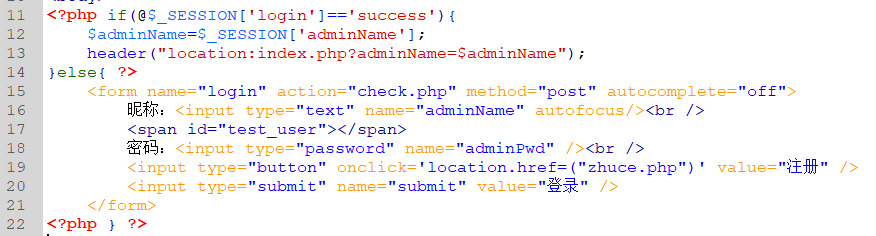 <body>
11 <?php if(@$_SESSION['login']=='success'){
12 $adminName=$_SESSION['adminName'];
13 header("location:index.php?adminName=$adminName");
14 }else{ ?>
15 <form name="login" action="check.php" method="post" autocomplete="off">
16 昵称：<input type="text" name="adminName" autofocus/><br />
17 <span id="test_user"></span>
18 密码：<input type="password" name="adminPwd" /><br />
19 <input type="button" onclick='location.href=("zhuce.php")' value="注册" />
20 <input type="submit" name="submit" value="登录" />
21 </form>
22 <?php } ?>